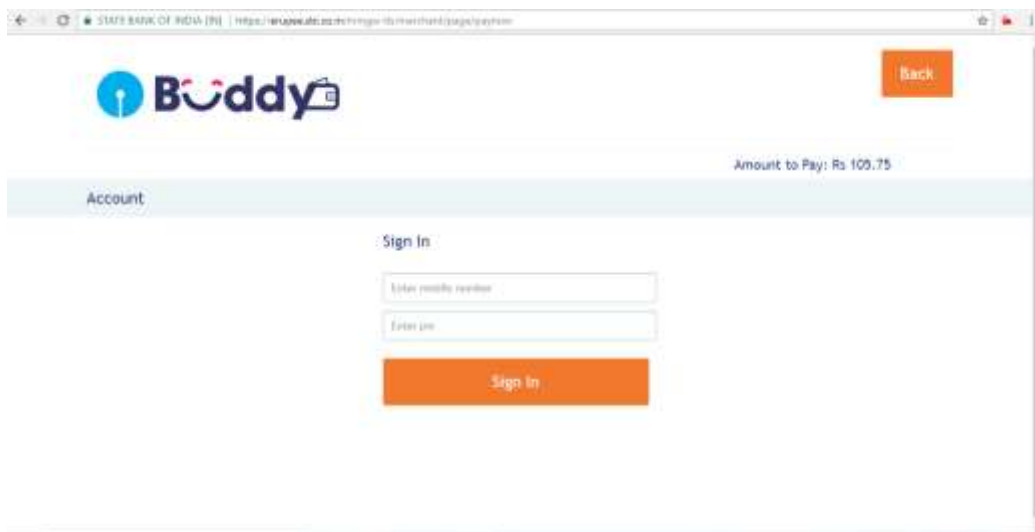 STATE BANK OF INDIA [IN] https://
Buddy
Back
Amount to Pay: Rs 105.75
Account
Sign In
Enter mobile number
Enter pin
Sign In